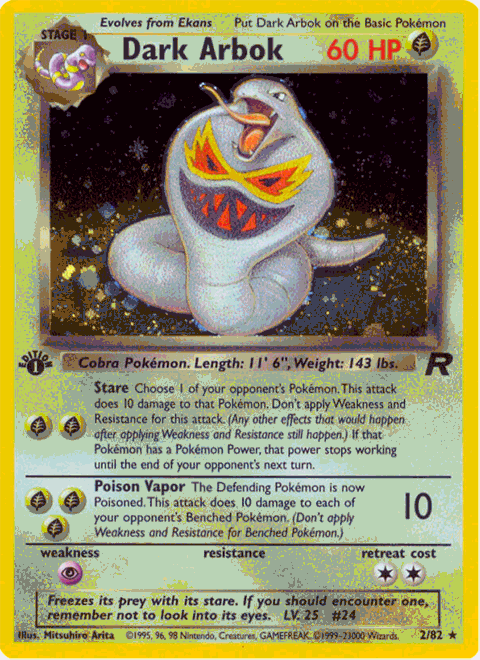 Evolves from Ekans Put Dark Arbok on the Basic Pokémon
STAGE 1
Dark Arbok 60 HP
EDITION
1
Cobra Pokémon. Length: 11' 6", Weight: 143 lbs.
R
Stare Choose 1 of your opponent's Pokémon. This attack
does 10 damage to that Pokémon. Don't apply Weakness and
Resistance for this attack. (Any other effects that would happen
after applying Weakness and Resistance still happen.) If that
Pokémon has a Pokémon Power, that power stops working
until the end of your opponent's next turn.
Poison Vapor The Defending Pokémon is now
Poisoned. This attack does 10 damage to each of
your opponent's Benched Pokémon. (Don't apply
Weakness and Resistance for Benched Pokémon.)
10
weakness resistance retreat cost
Freezes its prey with its stare. If you should encounter one,
remember not to look into its eyes. LV. 25 #24
Illus. Mitsuhiro Arita ©1995, 96, 98 Nintendo, Creatures, GAMEFREAK. ©1999-23000 Wizards. 2/82 ★